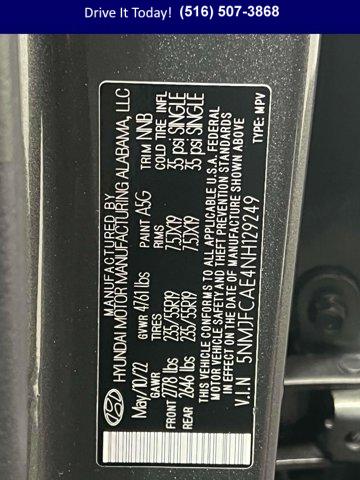 Drive It Today! (516) 507-3868
MANUFACTURED BY
HYUNDAI MOTOR MANUFACTURING ALABAMA, LLC
May/10/22 GVWR 4761 lbs PAINT A5G TRIM NNB
GAWR TIRES RIMS COLD TIRE INFL
FRONT 2778 lbs 235/55R19 7.5JX19 35 psi SINGLE
REAR 2646 lbs 235/55R19 7.5JX19 35 psi SINGLE
THIS VEHICLE CONFORMS TO ALL APPLICABLE U.S.A. FEDERAL
MOTOR VEHICLE SAFETY AND THEFT PREVENTION STANDARDS
IN EFFECT ON THE DATE OF MANUFACTURE SHOWN ABOVE.
V.I.N 5NMJFCAE4NH129249 TYPE: MPV